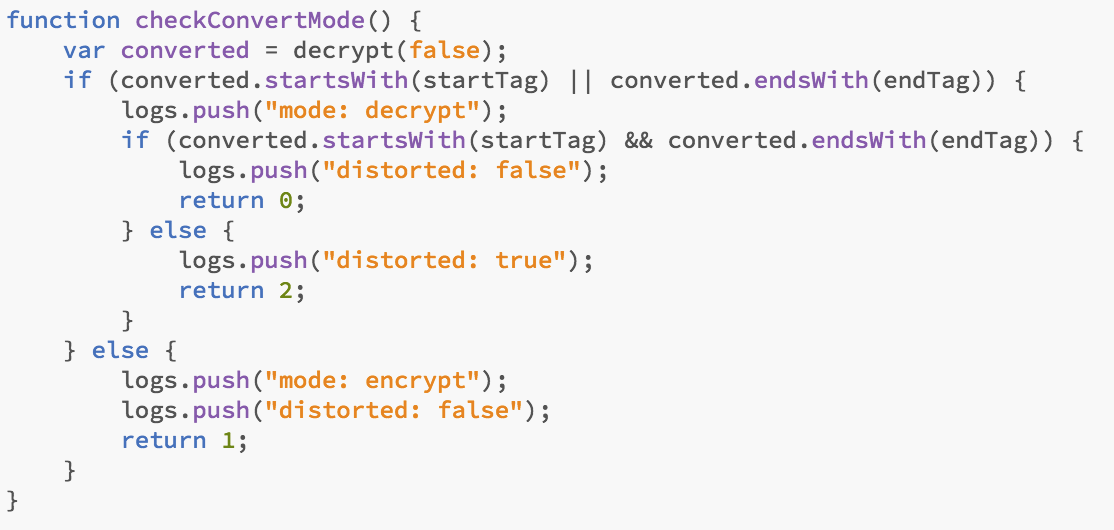 function checkConvertMode() {
    var converted = decrypt(false);
    if (converted.startsWith(startTag) || converted.endsWith(endTag)) {
        logs.push("mode: decrypt");
        if (converted.startsWith(startTag) && converted.endsWith(endTag)) {
            logs.push("distorted: false");
            return 0;
        } else {
            logs.push("distorted: true");
            return 2;
        }
    } else {
        logs.push("mode: encrypt");
        logs.push("distorted: false");
        return 1;
    }
}